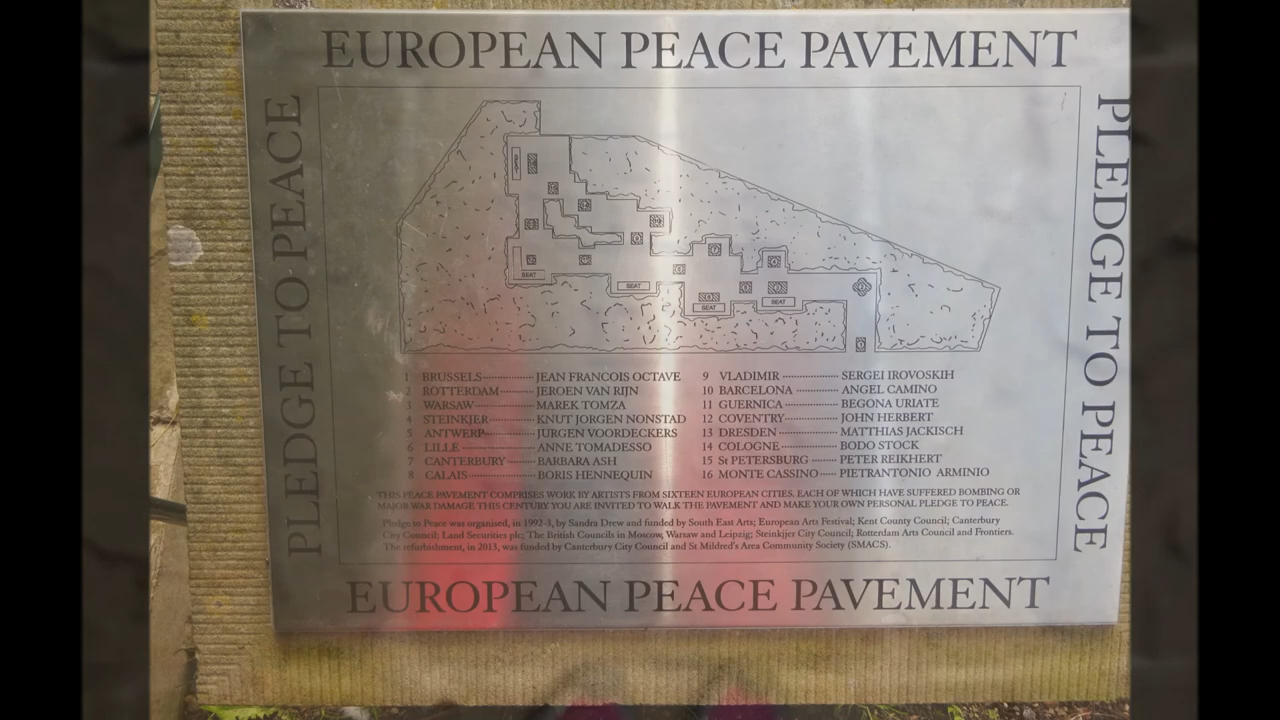 EUROPEAN PEACE PAVEMENT
PLEDGE TO PEACE
PLEDGE TO PEACE
SEAT
SEAT
SEAT
SEAT
1 BRUSSELS JEAN FRANCOIS OCTAVE
2 ROTTERDAM JEROEN VAN RIJN
3 WARSAW MAREK TOMZA
4 STEINKJER KNUT JORGEN NONSTAD
5 ANTWERP JURGEN VOORDECKERS
6 LILLE ANNE TOMADESSO
7 CANTERBURY BARBARA ASH
8 CALAIS BORIS HENNEQUIN
9 VLADIMIR SERGEI IROVOSKIH
10 BARCELONA ANGEL CAMINO
11 GUERNICA BEGONA URIATE
12 COVENTRY JOHN HERBERT
13 DRESDEN MATTHIAS JACKISCH
14 COLOGNE BODO STOCK
15 St PETERSBURG PETER REIKHERT
16 MONTE CASSINO PIETRANTONIO ARMINIO
THIS PEACE PAVEMENT COMPRISES WORK BY ARTISTS FROM SIXTEEN EUROPEAN CITIES, EACH OF WHICH HAVE SUFFERED BOMBING OR
MAJOR WAR DAMAGE THIS CENTURY YOU ARE INVITED TO WALK THE PAVEMENT AND MAKE YOUR OWN PERSONAL PLEDGE TO PEACE.
Pledge to Peace was organised, in 1992-3, by Sandra Drew and funded by South East Arts; European Arts Festival; Kent County Council; Canterbury
City Council; Land Securities plc; The British Councils in Moscow, Warsaw and Leipzig; Steinkjer City Council; Rotterdam Arts Council and Frontiers.
The refurbishment, in 2013, was funded by Canterbury City Council and St Mildred's Area Community Society (SMACS).
EUROPEAN PEACE PAVEMENT